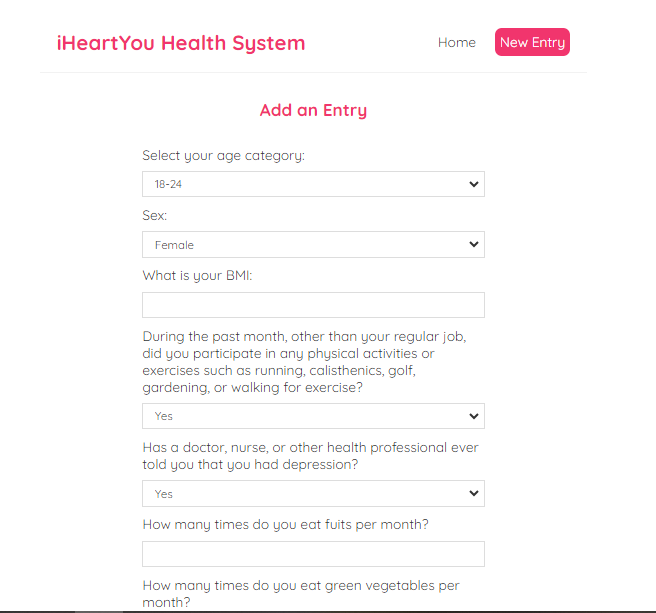 iHeartYou Health System
Home
New Entry
Add an Entry
Select your age category:
18-24
Sex:
Female
What is your BMI:
During the past month, other than your regular job,
did you participate in any physical activities or
exercises such as running, calisthenics, golf,
gardening, or walking for exercise?
Yes
Has a doctor, nurse, or other health professional ever
told you that you had depression?
Yes
How many times do you eat fuits per month?
How many times do you eat green vegetables per
month?